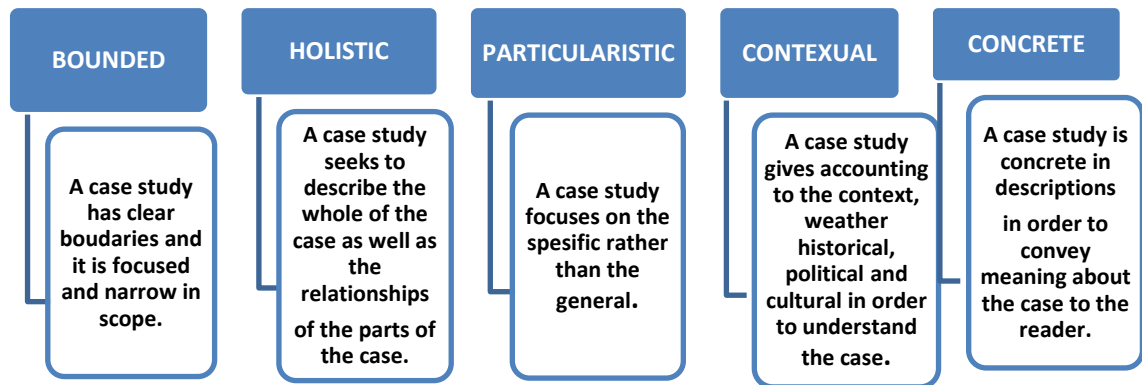 BOUNDED
A case study
has clear
boudaries and
it is focused
and narrow in
scope.
HOLISTIC
A case study
seeks to
describe the
whole of the
case as well as
the
relationships
of the parts of
the case.
PARTICULARISTIC
A case study
focuses on the
spesific rather
than the
general.
CONTEXUAL
A case study
gives accounting
to the context,
weather
historical,
political and
cultural in order
to understand
the case.
CONCRETE
A case study is
concrete in
descriptions
in order to
convey
meaning about
the case to the
reader.